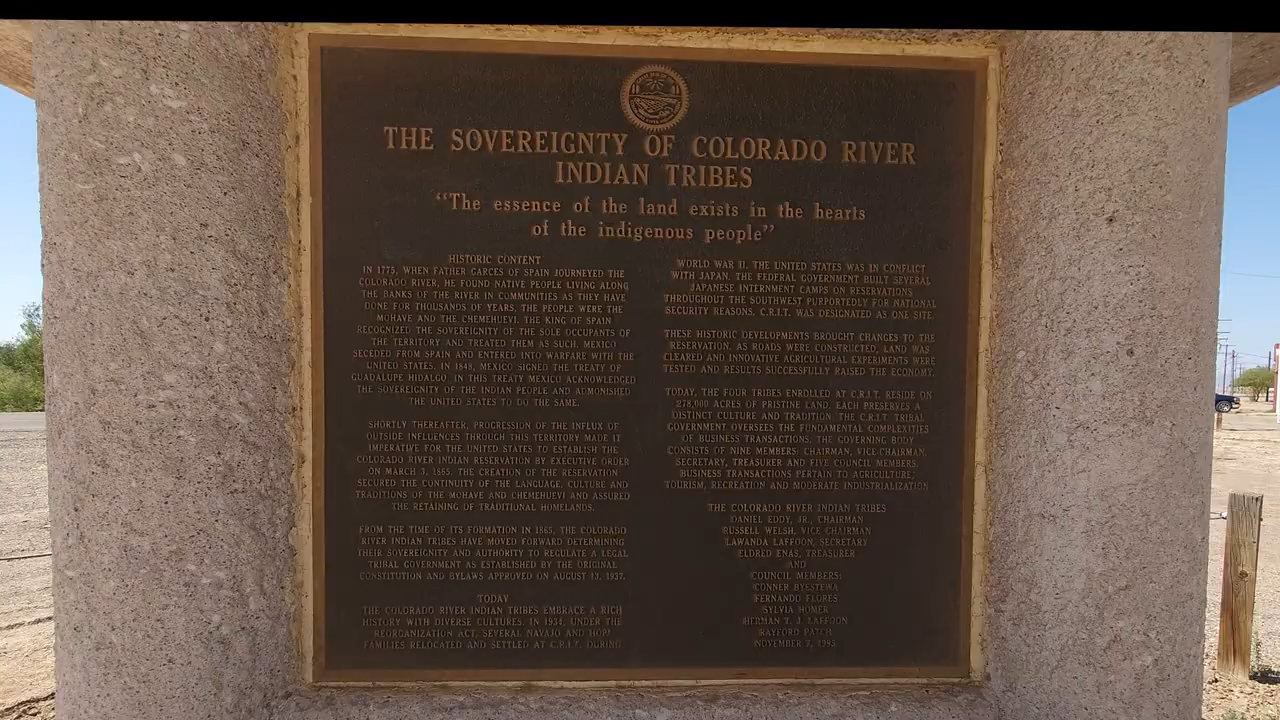 THE SOVEREIGNTY OF COLORADO RIVER
INDIAN TRIBES
"The essence of the land exists in the hearts
of the indigenous people"
HISTORIC CONTENT
IN 1775, WHEN FATHER GARCES OF SPAIN JOURNEYED THE
COLORADO RIVER, HE FOUND NATIVE PEOPLE LIVING ALONG
THE BANKS OF THE RIVER IN COMMUNITIES AS THEY HAVE
DONE FOR THOUSANDS OF YEARS. THE PEOPLE WERE THE
MOHAVE AND THE CHEMEHUEVI. THE KING OF SPAIN
RECOGNIZED THE SOVEREIGNTY OF THE SOLE OCCUPANTS OF
THE TERRITORY AND TREATED THEM AS SUCH. MEXICO
SECEDED FROM SPAIN AND ENTERED INTO WARFARE WITH THE
UNITED STATES. IN 1848, MEXICO SIGNED THE TREATY OF
GUADALUPE HIDALGO. IN THIS TREATY MEXICO ACKNOWLEDGED
THE SOVEREIGNTY OF THE INDIAN PEOPLE AND ADMONISHED
THE UNITED STATES TO DO THE SAME.
SHORTLY THEREAFTER, PROGRESSION OF THE INFLUX OF
OUTSIDE INFLUENCES THROUGH THIS TERRITORY MADE IT
IMPERATIVE FOR THE UNITED STATES TO ESTABLISH THE
COLORADO RIVER INDIAN RESERVATION BY EXECUTIVE ORDER
ON MARCH 3, 1865. THE CREATION OF THE RESERVATION
SECURED THE CONTINUITY OF THE LANGUAGE, CULTURE AND
TRADITIONS OF THE MOHAVE AND CHEMEHUEVI AND ASSURED
THE RETAINING OF TRADITIONAL HOMELANDS.
FROM THE TIME OF ITS FORMATION IN 1865, THE COLORADO
RIVER INDIAN TRIBES HAVE MOVED FORWARD DETERMINING
THEIR SOVEREIGNTY AND AUTHORITY TO REGULATE A LEGAL
TRIBAL GOVERNMENT AS ESTABLISHED BY THE ORIGINAL
CONSTITUTION AND BYLAWS APPROVED ON AUGUST 13, 1937.
TODAY
THE COLORADO RIVER INDIAN TRIBES EMBRACE A RICH
HISTORY WITH DIVERSE CULTURES. IN 1934, UNDER THE
REORGANIZATION ACT, SEVERAL NAVAJO AND HOPI
FAMILIES RELOCATED AND SETTLED AT C.R.I.T. DURING
WORLD WAR II, THE UNITED STATES WAS IN CONFLICT
WITH JAPAN. THE FEDERAL GOVERNMENT BUILT SEVERAL
JAPANESE INTERNMENT CAMPS ON RESERVATIONS
THROUGHOUT THE SOUTHWEST PURPORTEDLY FOR NATIONAL
SECURITY REASONS. C.R.I.T. WAS DESIGNATED AS ONE SITE.
THESE HISTORIC DEVELOPMENTS BROUGHT CHANGES TO THE
RESERVATION. AS ROADS WERE CONSTRUCTED, LAND WAS
CLEARED AND INNOVATIVE AGRICULTURAL EXPERIMENTS WERE
TESTED AND RESULTS SUCCESSFULLY RAISED THE ECONOMY.
TODAY, THE FOUR TRIBES ENROLLED AT C.R.I.T. RESIDE ON
278,000 ACRES OF PRISTINE LAND. EACH PRESERVES A
DISTINCT CULTURE AND TRADITION. THE C.R.I.T. TRIBAL
GOVERNMENT OVERSEES THE FUNDAMENTAL COMPLEXITIES
OF BUSINESS TRANSACTIONS. THE GOVERNING BODY
CONSISTS OF NINE MEMBERS: CHAIRMAN, VICE-CHAIRMAN,
SECRETARY, TREASURER AND FIVE COUNCIL MEMBERS.
BUSINESS TRANSACTIONS PERTAIN TO AGRICULTURE,
TOURISM, RECREATION AND MODERATE INDUSTRIALIZATION
THE COLORADO RIVER INDIAN TRIBES
DANIEL EDDY, JR., CHAIRMAN
RUSSELL WELSH, VICE CHAIRMAN
LAWANDA LAFFOON, SECRETARY
ELDRED ENAS, TREASURER
AND
COUNCIL MEMBERS:
CONNER BYESTEWA
FERNANDO FLORES
SYLVIA HOMER
HERMAN T. J. LAFFOON
RAYFORD PATCH
NOVEMBER 7, 1995